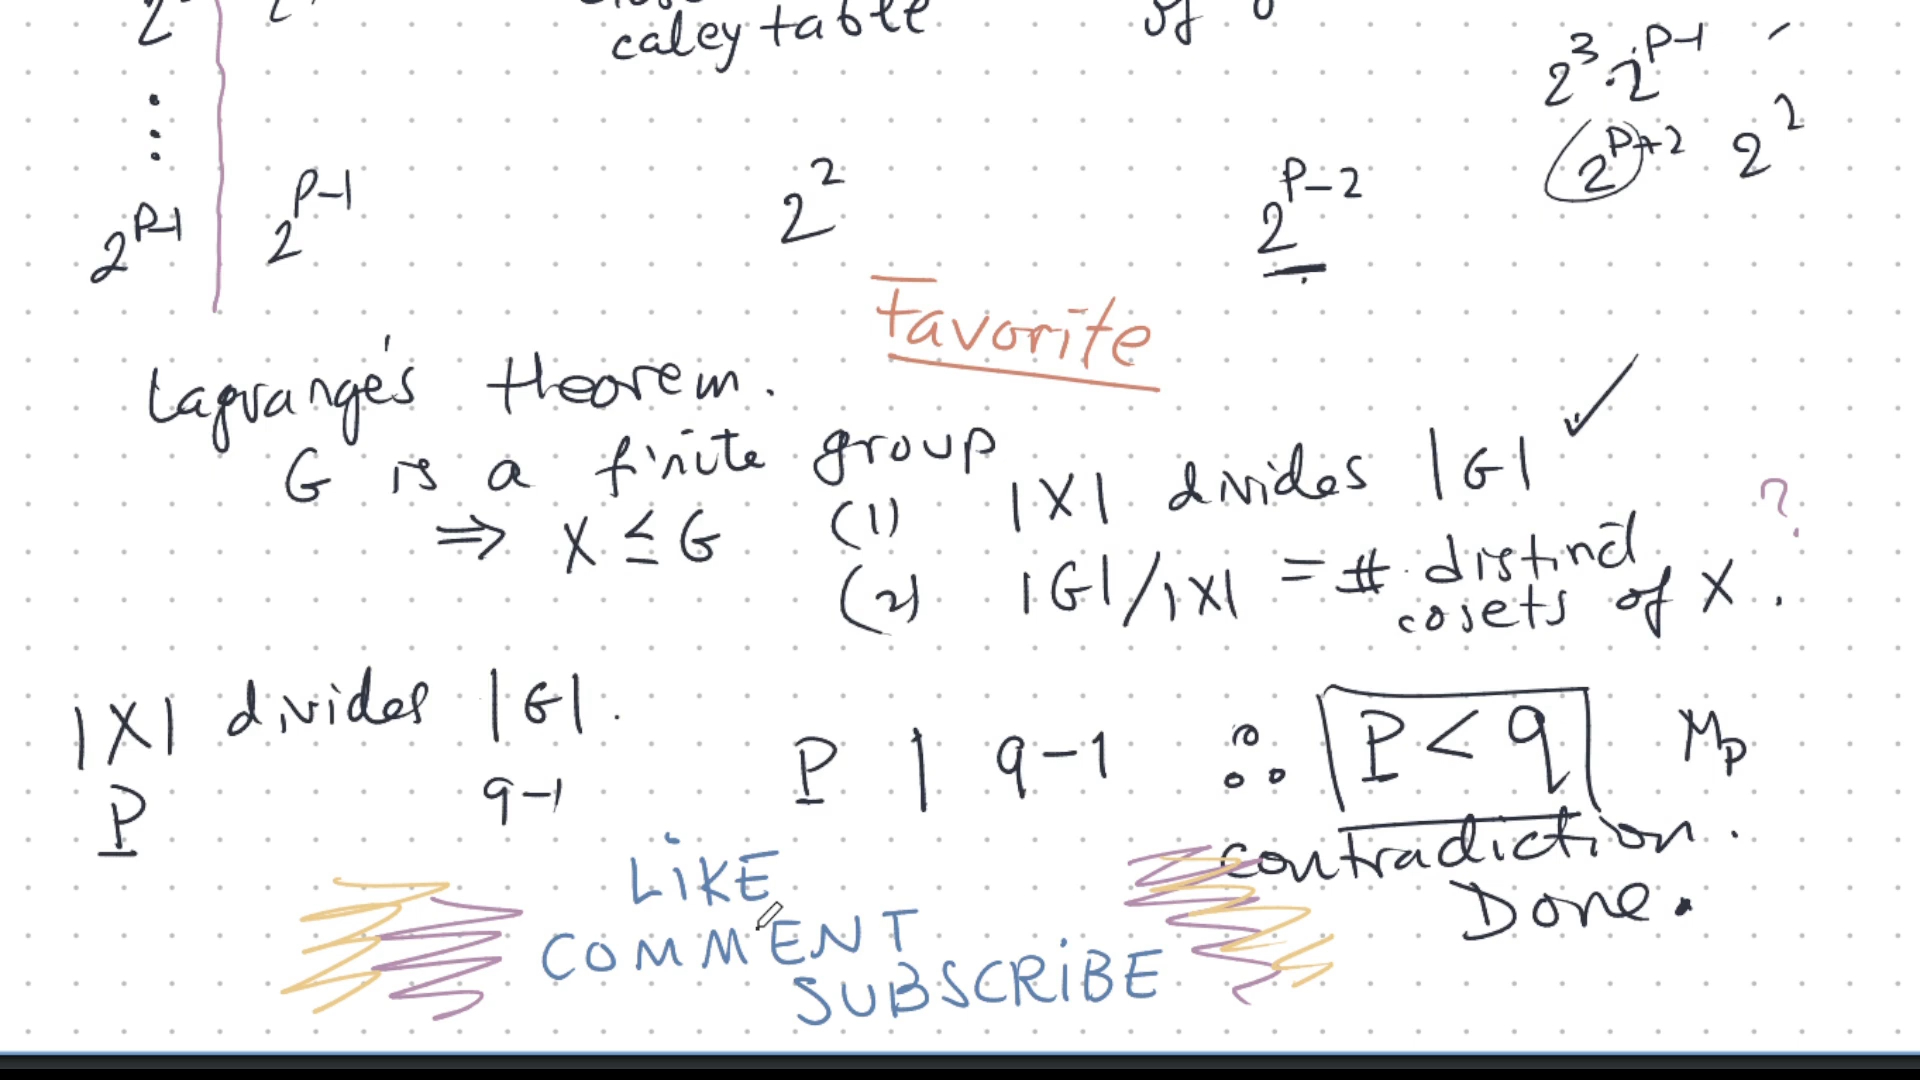 caley table of
2^3 · 2^{P-1}
2^{P+2} 2^2
2^{P-1} 2^{P-1} 2^2 2^{P-2}
Favorite
Lagrange's theorem.
G is a finite group
⇒ X ≤ G (1) |X| divides |G| ✓
(2) |G|/|X| = # distinct cosets of X . ?
|X| divides |G|.
P q-1
P | q-1 ∴ P < q M_p
contradiction.
Done.
LIKE
COMMENT
SUBSCRIBE